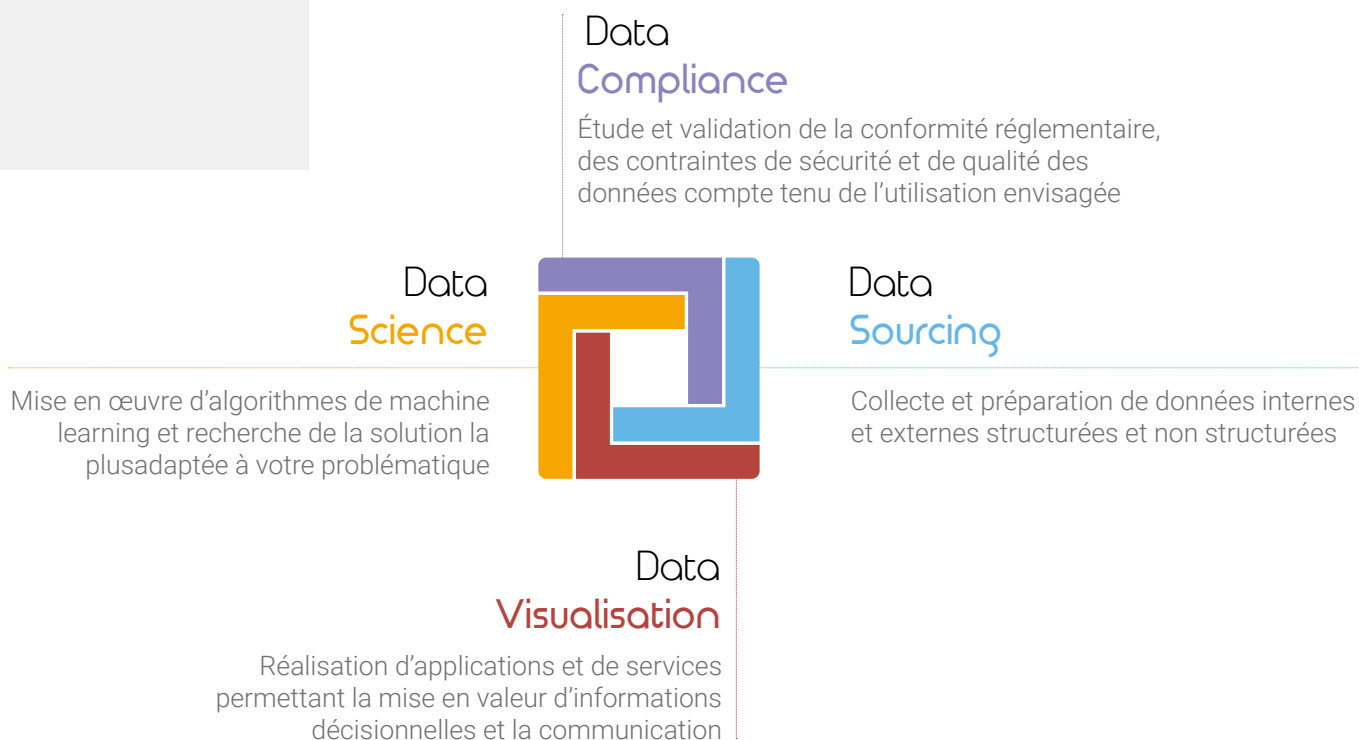 Data
Compliance
Étude et validation de la conformité réglementaire,
des contraintes de sécurité et de qualité des
données compte tenu de l’utilisation envisagée
Data
Science
Mise en œuvre d’algorithmes de machine
learning et recherche de la solution la
plusadaptée à votre problématique
Data
Sourcing
Collecte et préparation de données internes
et externes structurées et non structurées
Data
Visualisation
Réalisation d’applications et de services
permettant la mise en valeur d’informations
décisionnelles et la communication